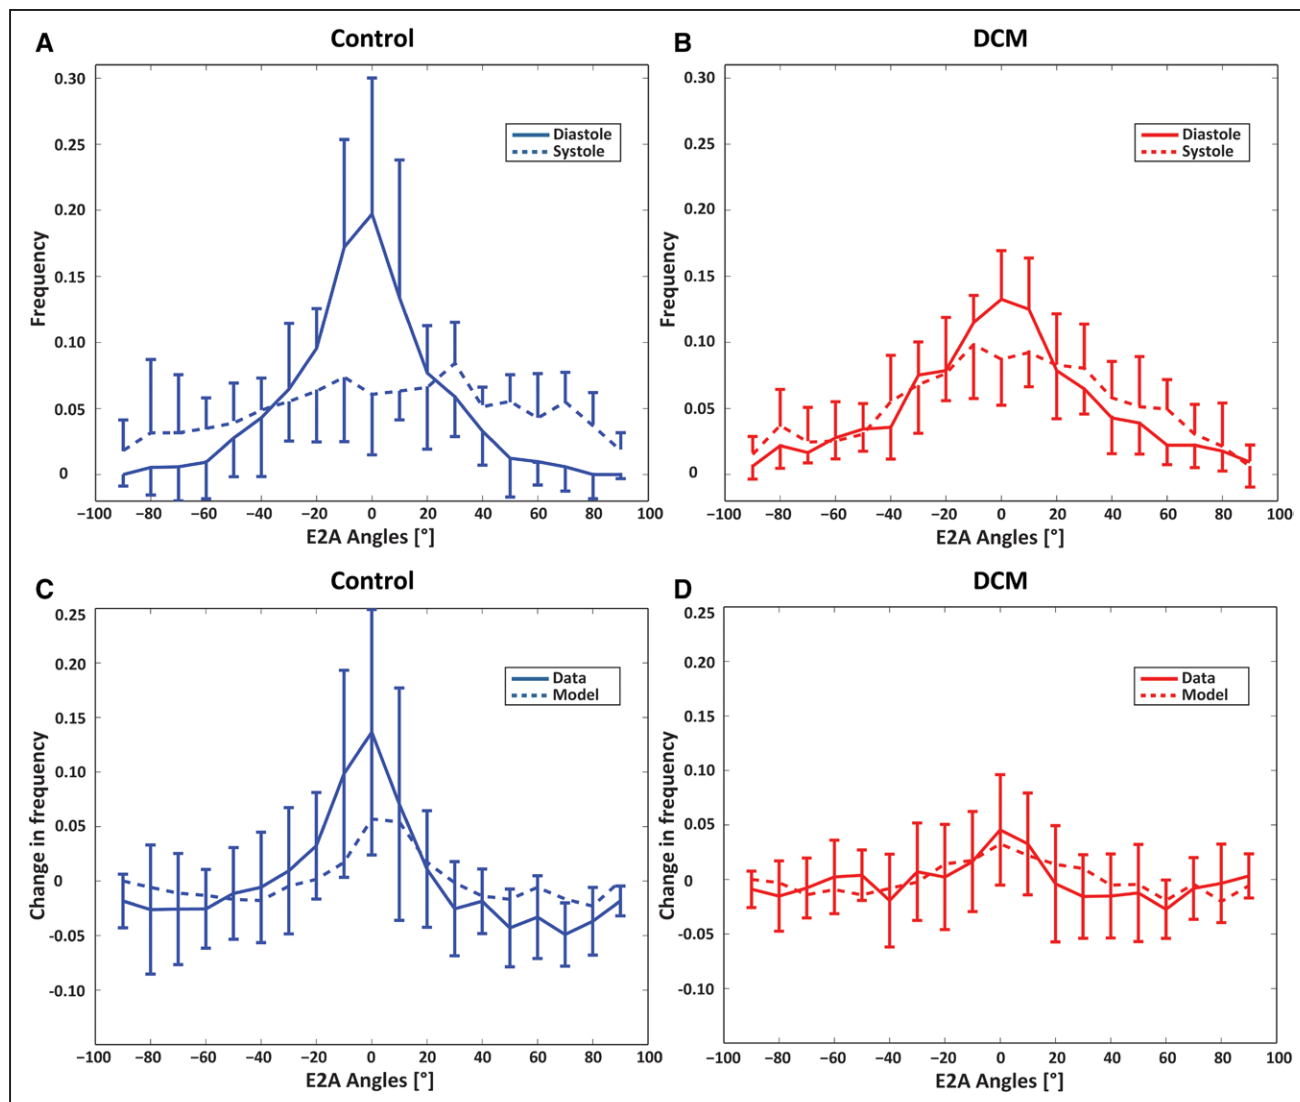 A
Control
0.30
0.25
0.20
0.15
0.10
0.05
0
Frequency
Diastole
Systole
−100 −80 −60 −40 −20 0 20 40 60 80 100
E2A Angles [°]
B
DCM
0.30
0.25
0.20
0.15
0.10
0.05
0
Frequency
Diastole
Systole
−100 −80 −60 −40 −20 0 20 40 60 80 100
E2A Angles [°]
C
Control
0.25
0.20
0.15
0.10
0.05
0
-0.05
-0.10
Change in frequency
Data
Model
−100 −80 −60 −40 −20 0 20 40 60 80 100
E2A Angles [°]
D
DCM
0.25
0.20
0.15
0.10
0.05
0
-0.05
-0.10
Change in frequency
Data
Model
−100 −80 −60 −40 −20 0 20 40 60 80 100
E2A Angles [°]